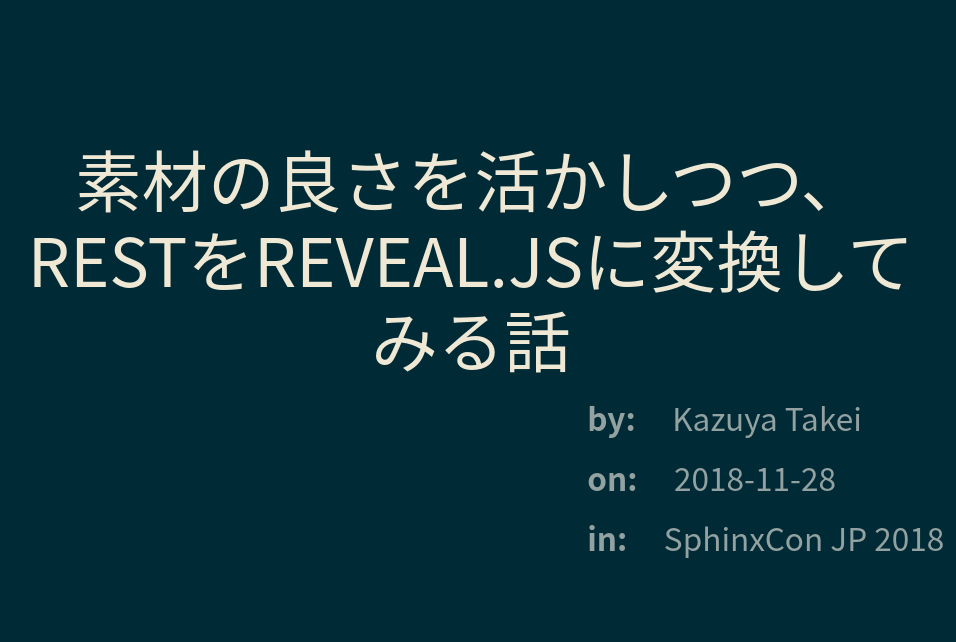 素材の良さを活かしつつ、
RESTをREVEAL.JSに変換して
みる話
by: Kazuya Takei
on: 2018-11-28
in: SphinxCon JP 2018